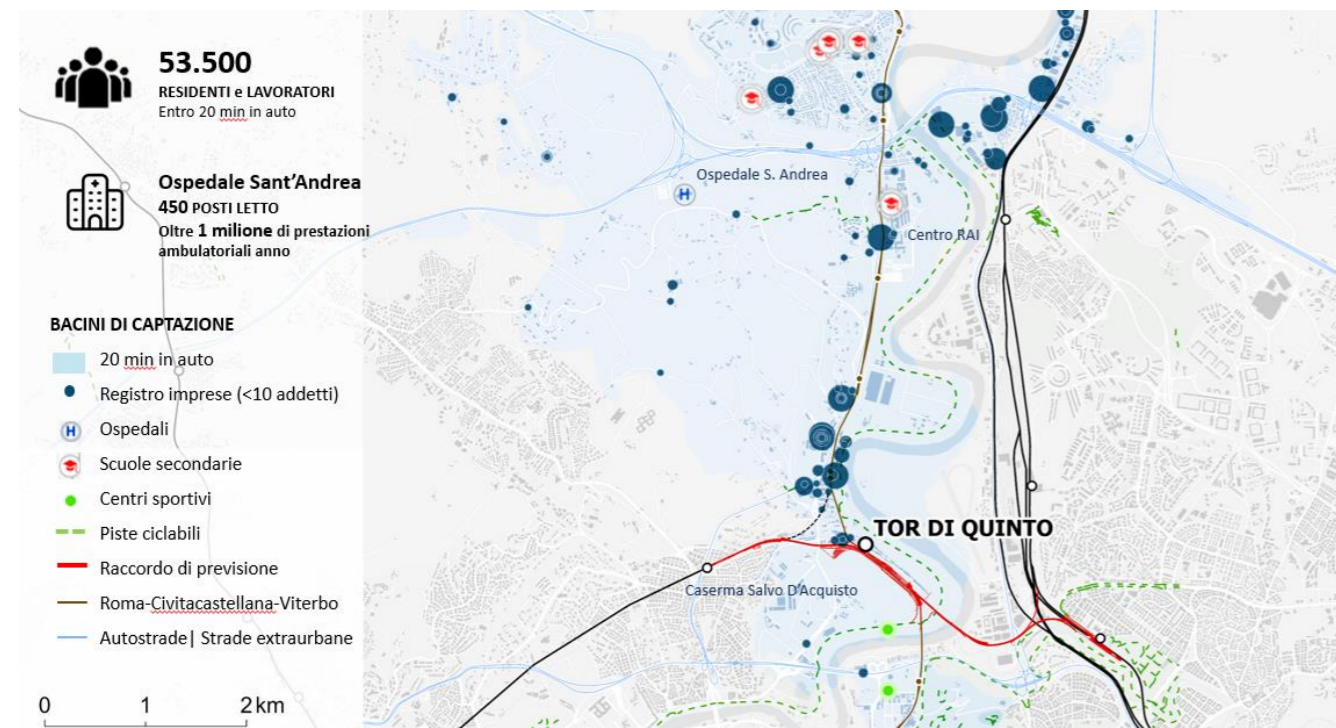 53.500
RESIDENTI e LAVORATORI
Entro 20 min in auto
Ospedale Sant'Andrea
450 POSTI LETTO
Oltre 1 milione di prestazioni
ambulatoriali anno
BACINI DI CAPTAZIONE
20 min in auto
Registro imprese (<10 addetti)
H Ospedali
Scuole secondarie
Centri sportivi
Piste ciclabili
Raccordo di previsione
Roma-Civitacastellana-Viterbo
Autostrade| Strade extraurbane
0 1 2 km
Ospedale S. Andrea
H
Centro RAI
TOR DI QUINTO
Caserma Salvo D'Acquisto